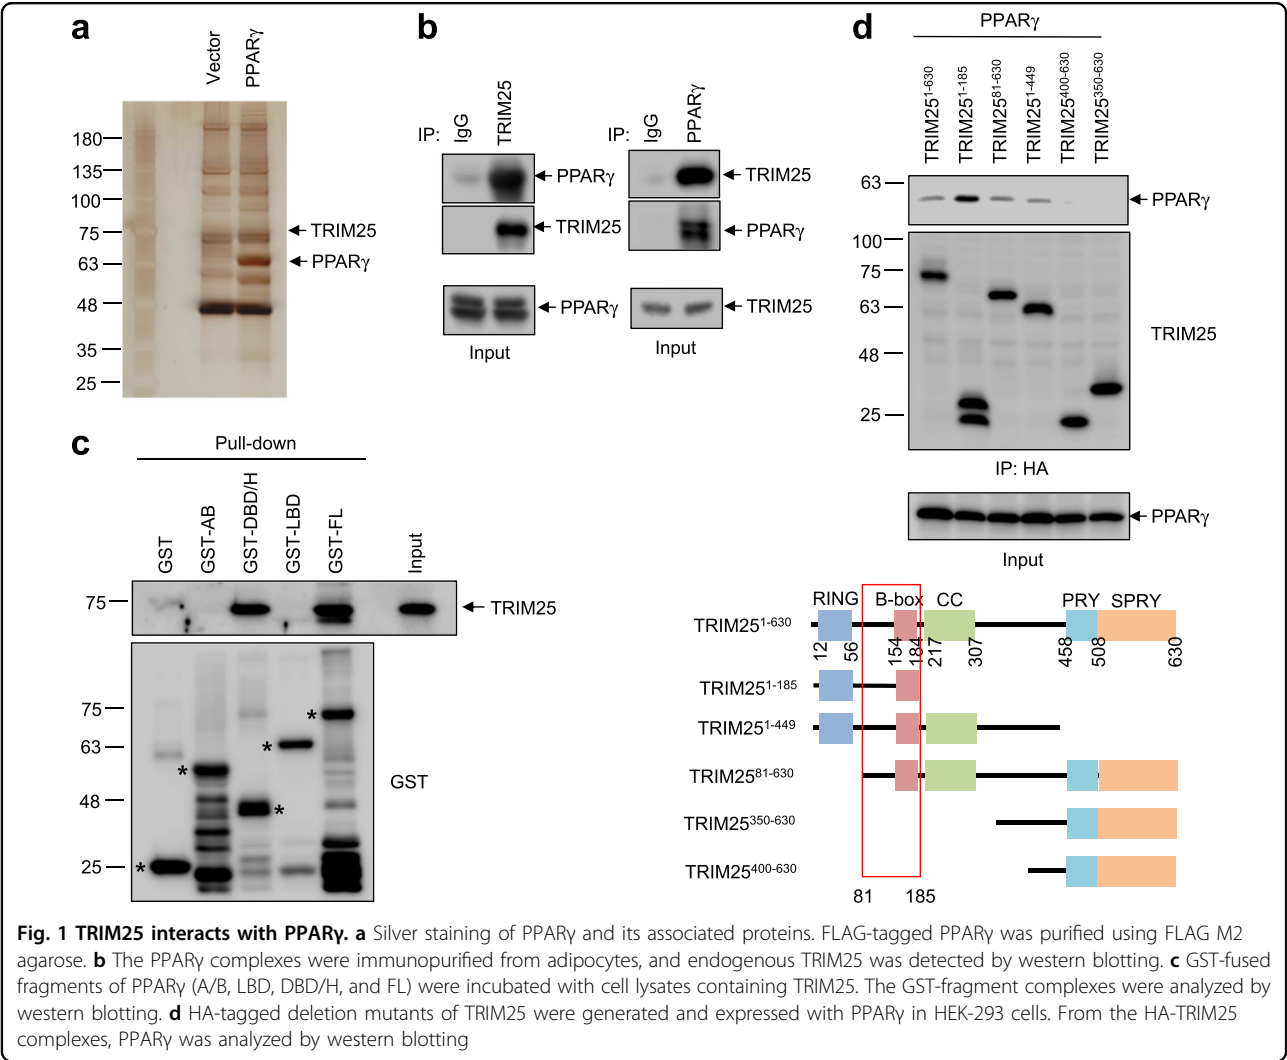 a
Vector
PPARγ
180
135
100
75
63
48
35
25
TRIM25
PPARγ
b
IP:
IgG
TRIM25
PPARγ
TRIM25
PPARγ
Input
IP:
IgG
PPARγ
TRIM25
PPARγ
TRIM25
Input
c
Pull-down
GST
GST-AB
GST-DBD/H
GST-LBD
GST-FL
Input
75
TRIM25
75
63
48
25
*
*
*
*
*
GST
d
PPARγ
TRIM25¹⁻⁶³⁰
TRIM25¹⁻¹⁸⁵
TRIM25⁸¹⁻⁶³⁰
TRIM25¹⁻⁴⁴⁹
TRIM25⁴⁰⁰⁻⁶³⁰
TRIM25³⁵⁰⁻⁶³⁰
63
PPARγ
100
75
63
48
25
TRIM25
IP: HA
PPARγ
Input
RING B-box CC PRY SPRY
TRIM25¹⁻⁶³⁰
12 56 154 184 217 307 458 508 630
TRIM25¹⁻¹⁸⁵
TRIM25¹⁻⁴⁴⁹
TRIM25⁸¹⁻⁶³⁰
TRIM25³⁵⁰⁻⁶³⁰
TRIM25⁴⁰⁰⁻⁶³⁰
81 185
Fig. 1 TRIM25 interacts with PPARγ. a Silver staining of PPARγ and its associated proteins. FLAG-tagged PPARγ was purified using FLAG M2
agarose. b The PPARγ complexes were immunopurified from adipocytes, and endogenous TRIM25 was detected by western blotting. c GST-fused
fragments of PPARγ (A/B, LBD, DBD/H, and FL) were incubated with cell lysates containing TRIM25. The GST-fragment complexes were analyzed by
western blotting. d HA-tagged deletion mutants of TRIM25 were generated and expressed with PPARγ in HEK-293 cells. From the HA-TRIM25
complexes, PPARγ was analyzed by western blotting